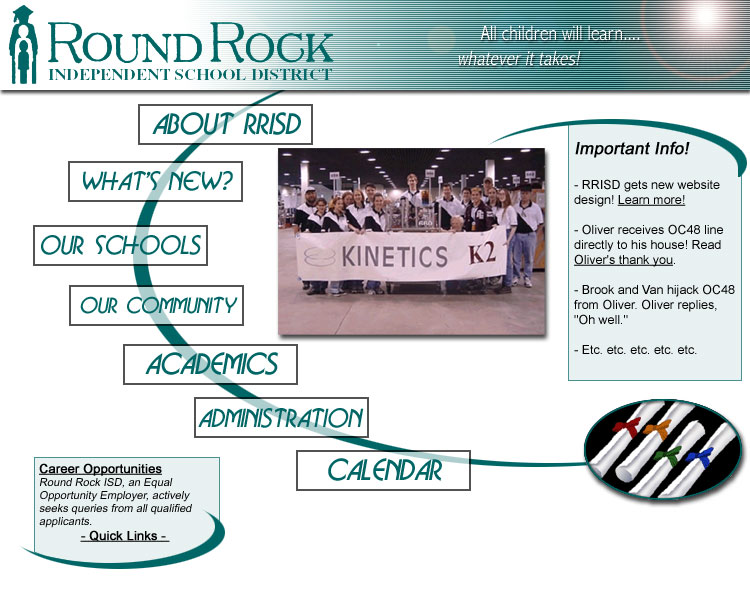 ROUND ROCK
INDEPENDENT SCHOOL DISTRICT
All children will learn....
whatever it takes!
ABOUT RRISD
WHAT'S NEW?
OUR SCHOOLS
OUR COMMUNITY
ACADEMICS
ADMINISTRATION
CALENDAR
KINETICS K2
Important Info!
- RRISD gets new website
design! Learn more!
- Oliver receives OC48 line
directly to his house! Read
Oliver's thank you.
- Brook and Van hijack OC48
from Oliver. Oliver replies,
"Oh well."
- Etc. etc. etc. etc. etc.
Career Opportunities
Round Rock ISD, an Equal
Opportunity Employer, actively
seeks queries from all qualified
applicants.
- Quick Links -